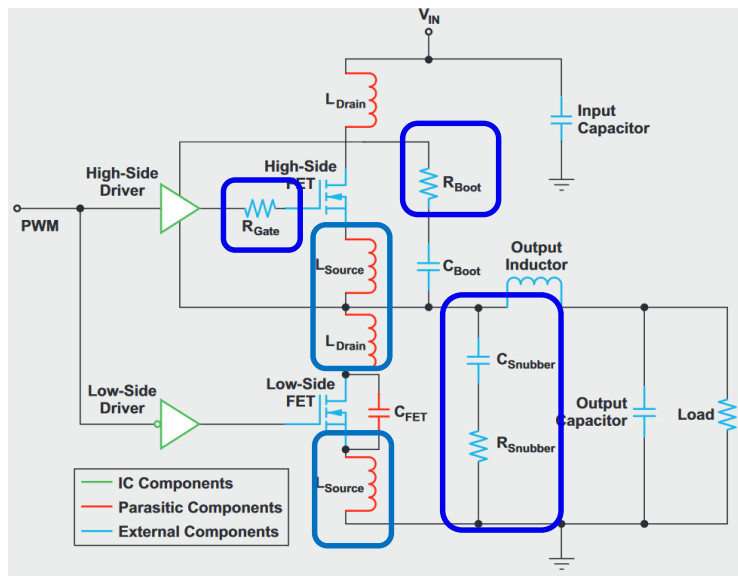 VIN
LDrain
Input
Capacitor
High-Side
Driver
High-Side
FET
RBoot
PWM
RGate
LSource
CBoot
Output
Inductor
LDrain
CSnubber
Low-Side
Driver
Low-Side
FET
CFET
Output
Capacitor
Load
RSnubber
LSource
IC Components
Parasitic Components
External Components